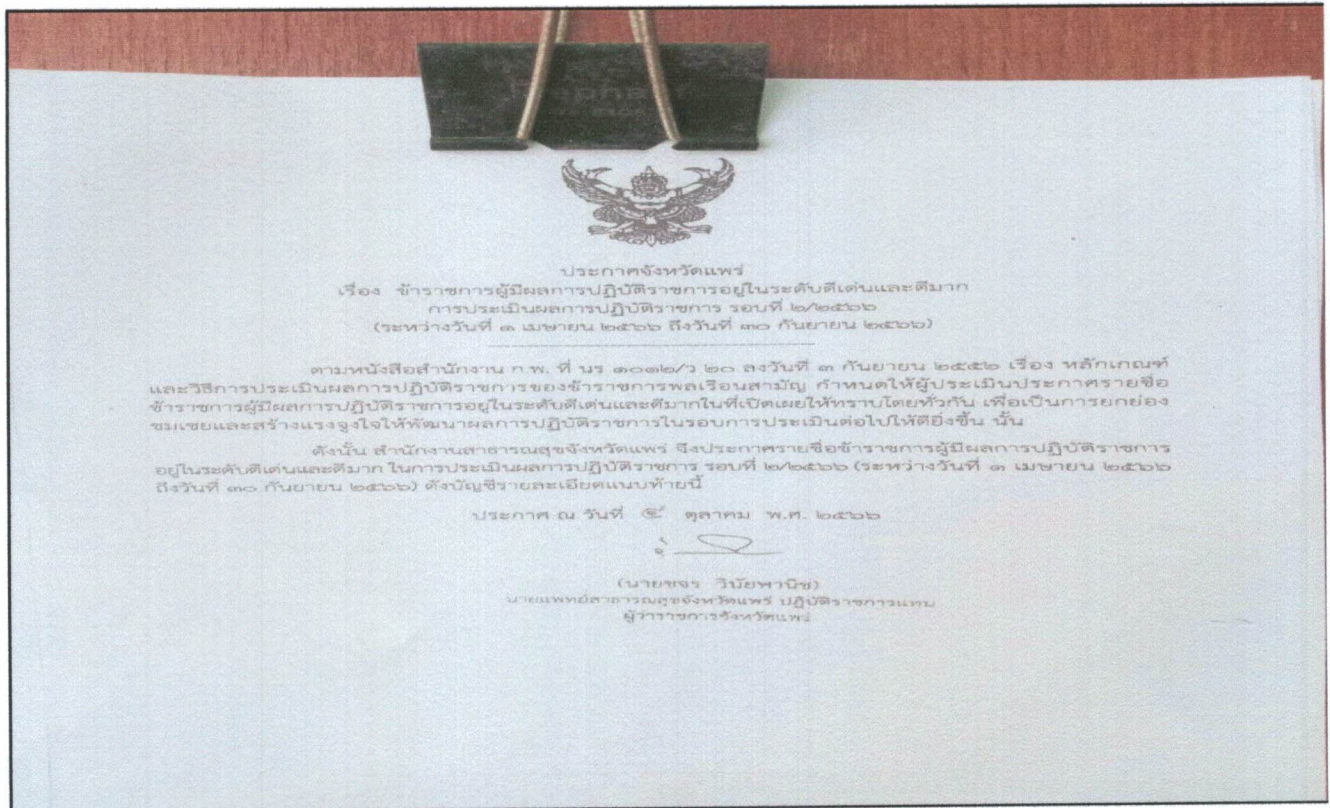 ประกาศจังหวัดแพร่
เรื่อง ข้าราชการผู้มีผลการปฏิบัติราชการอยู่ในระดับดีเด่นและดีมาก
การประเมินผลการปฏิบัติราชการ รอบที่ ๒/๒๕๖๖
(ระหว่างวันที่ ๑ เมษายน ๒๕๖๖ ถึงวันที่ ๓๐ กันยายน ๒๕๖๖)
ตามหนังสือสำนักงาน ก.พ. ที่ นร ๑๐๑๒/ว ๒๐ ลงวันที่ ๓ กันยายน ๒๕๕๒ เรื่อง หลักเกณฑ์
และวิธีการประเมินผลการปฏิบัติราชการของข้าราชการพลเรือนสามัญ กำหนดให้ผู้ประเมินประกาศรายชื่อ
ข้าราชการผู้มีผลการปฏิบัติราชการอยู่ในระดับดีเด่นและดีมากในที่เปิดเผยให้ทราบโดยทั่วกัน เพื่อเป็นการยกย่อง
ชมเชยและสร้างแรงจูงใจให้พัฒนาผลการปฏิบัติราชการในรอบการประเมินต่อไปให้ดียิ่งขึ้น นั้น
ดังนั้น สำนักงานสาธารณสุขจังหวัดแพร่ จึงประกาศรายชื่อข้าราชการผู้มีผลการปฏิบัติราชการ
อยู่ในระดับดีเด่นและดีมาก ในการประเมินผลการปฏิบัติราชการ รอบที่ ๒/๒๕๖๖ (ระหว่างวันที่ ๑ เมษายน ๒๕๖๖
ถึงวันที่ ๓๐ กันยายน ๒๕๖๖) ดังบัญชีรายละเอียดแนบท้ายนี้
ประกาศ ณ วันที่ ๔ ตุลาคม พ.ศ. ๒๕๖๖
(นายขจร วินัยพานิช)
นายแพทย์สาธารณสุขจังหวัดแพร่ ปฏิบัติราชการแทน
ผู้ว่าราชการจังหวัดแพร่